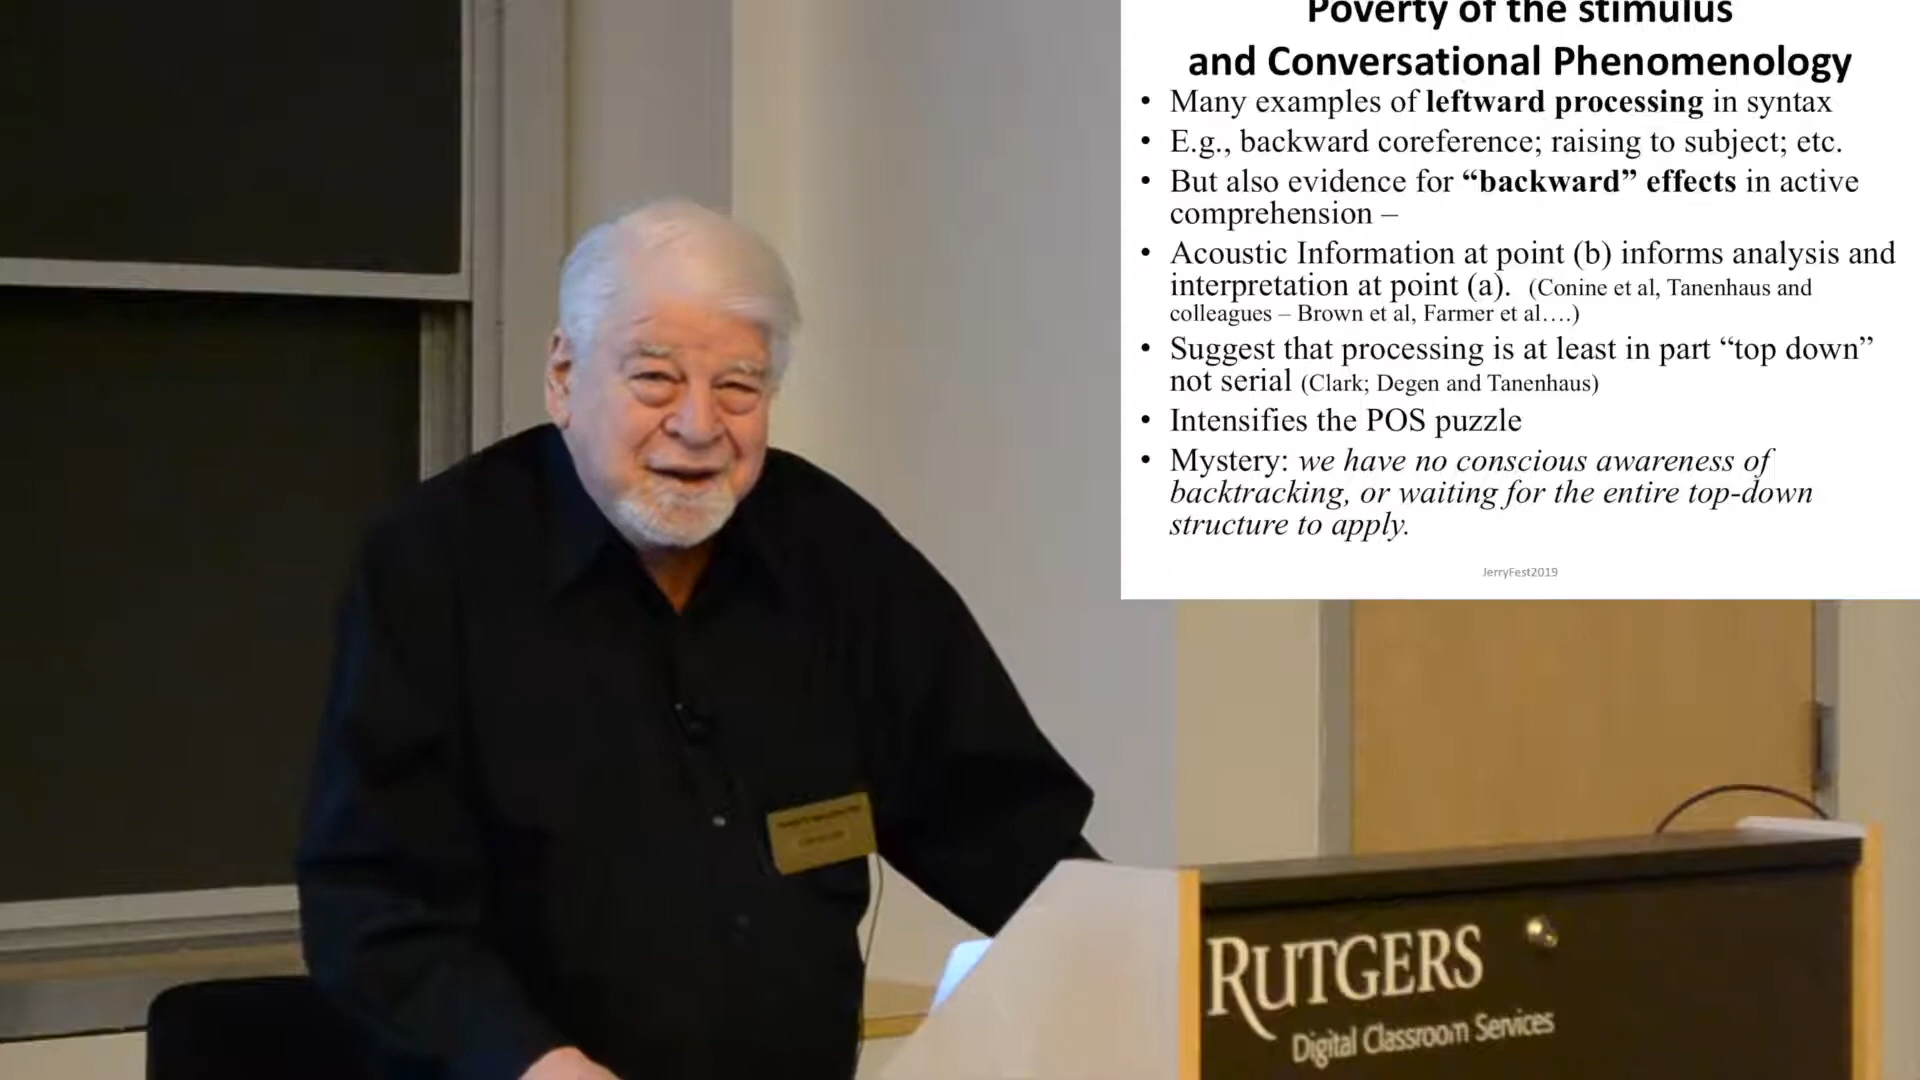 Poverty of the stimulus
and Conversational Phenomenology
• Many examples of leftward processing in syntax
• E.g., backward coreference; raising to subject; etc.
• But also evidence for “backward” effects in active
comprehension –
• Acoustic Information at point (b) informs analysis and
interpretation at point (a). (Conine et al, Tanenhaus and
colleagues – Brown et al, Farmer et al….)
• Suggest that processing is at least in part “top down”
not serial (Clark; Degen and Tanenhaus)
• Intensifies the POS puzzle
• Mystery: we have no conscious awareness of
backtracking, or waiting for the entire top-down
structure to apply.
JerryFest2019
RUTGERS
Digital Classroom Services